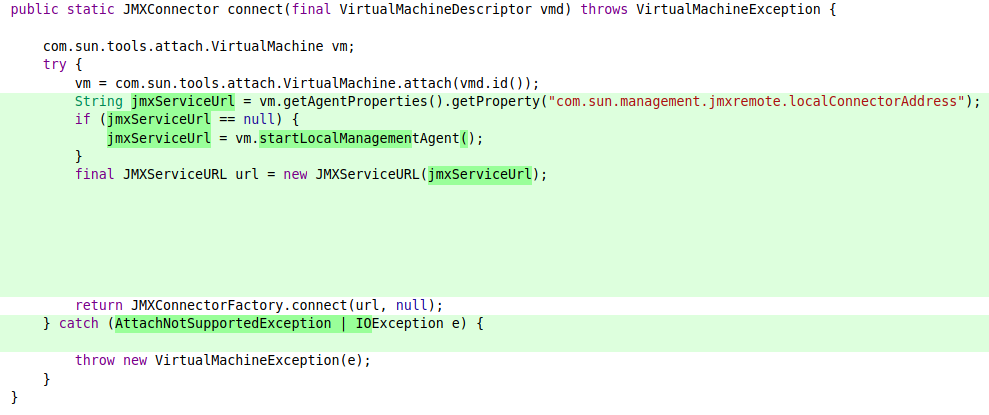 public static JMXConnector connect(final VirtualMachineDescriptor vmd) throws VirtualMachineException {
com.sun.tools.attach.VirtualMachine vm;
try {
vm = com.sun.tools.attach.VirtualMachine.attach(vmd.id());
String jmxServiceUrl = vm.getAgentProperties().getProperty("com.sun.management.jmxremote.localConnectorAddress");
if (jmxServiceUrl == null) {
jmxServiceUrl = vm.startLocalManagementAgent();
}
final JMXServiceURL url = new JMXServiceURL(jmxServiceUrl);
return JMXConnectorFactory.connect(url, null);
} catch (AttachNotSupportedException | IOException e) {
throw new VirtualMachineException(e);
}
}